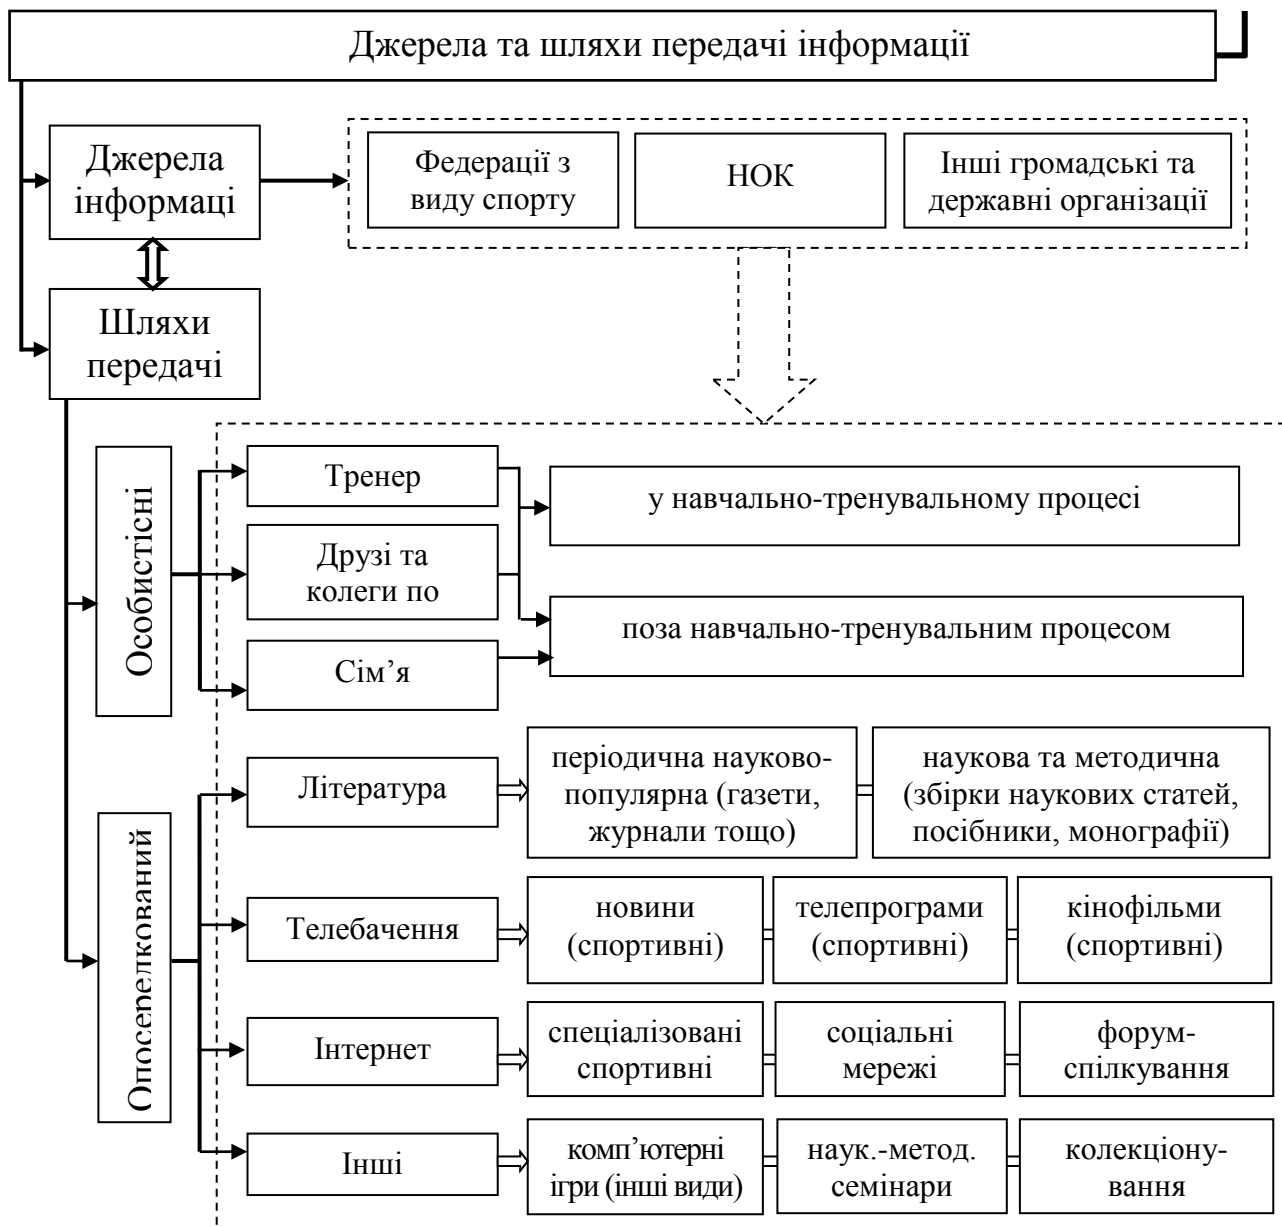 Джерела та шляхи передачі інформації
Джерела
інформаці
Федерації з
виду спорту
НОК
Інші громадські та
державні організації
Шляхи
передачі
Особистісні
Тренер
у навчально-тренувальному процесі
Друзі та
колеги по
поза навчально-тренувальним процесом
Сім’я
Опосередкований
Література
періодична науково-
популярна (газети,
журнали тощо)
наукова та методична
(збірки наукових статей,
посібники, монографії)
Телебачення
новини
(спортивні)
телепрограми
(спортивні)
кінофільми
(спортивні)
Інтернет
спеціалізовані
спортивні
соціальні
мережі
форум-
спілкування
Інші
комп’ютерні
ігри (інші види)
наук.-метод.
семінари
колекціону-
вання